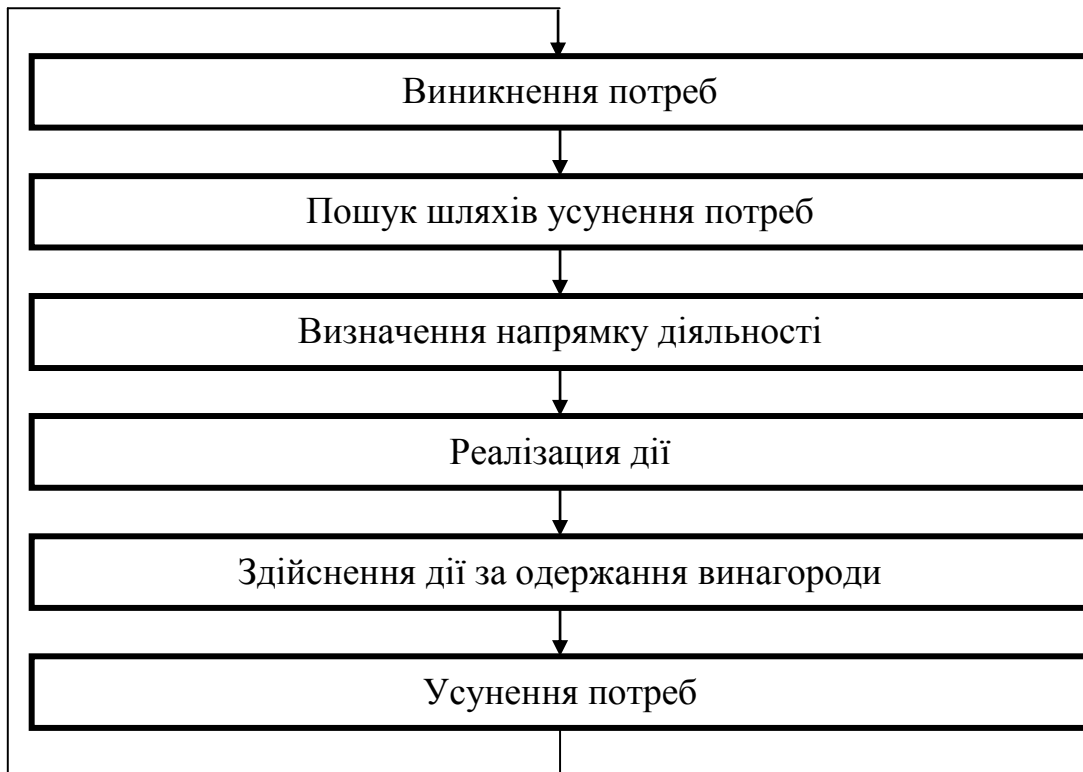 Виникнення потреб
Пошук шляхів усунення потреб
Визначення напрямку діяльності
Реалізация дії
Здійснення дії за одержання винагороди
Усунення потреб